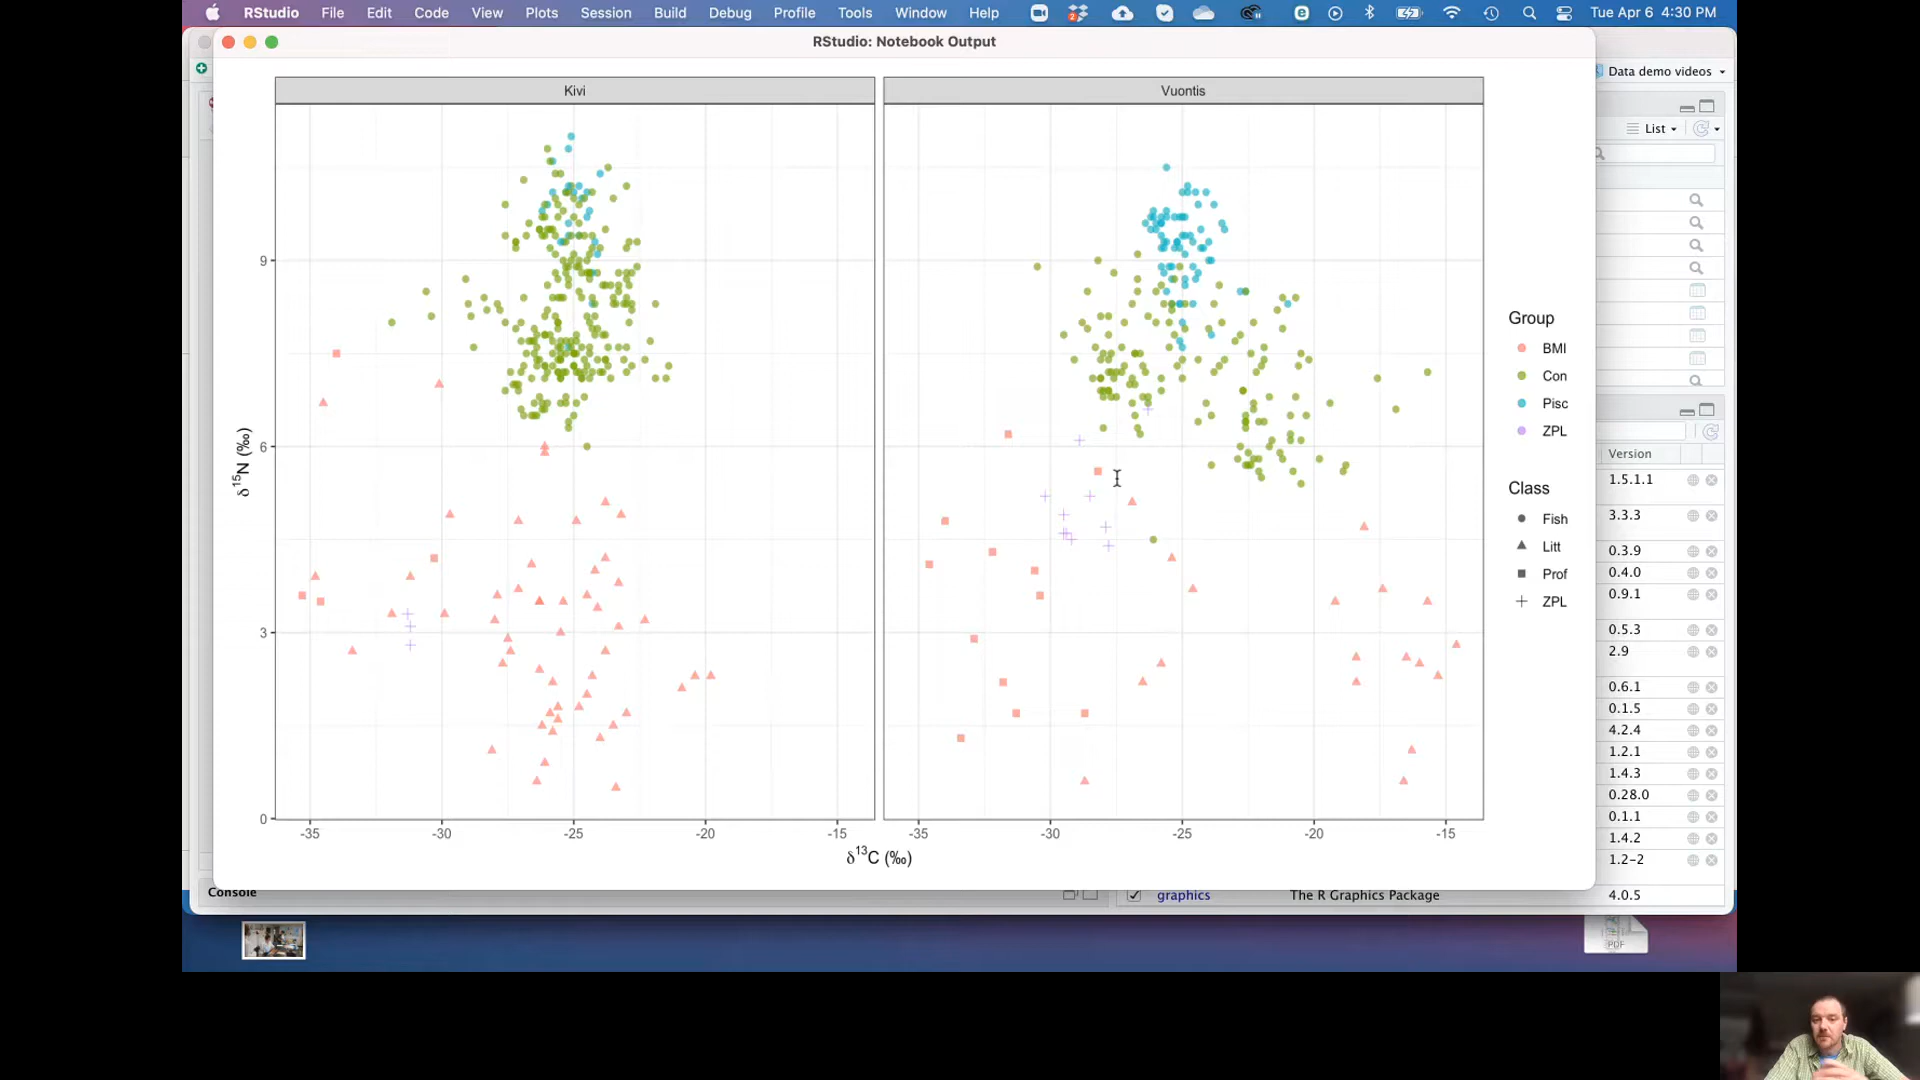 RStudio File Edit Code View Plots Session Build Debug Profile Tools Window Help Tue Apr 6 4:30 PM
RStudio: Notebook Output
Data demo videos
Kivi
Vuontis
List
9
6
3
0
δ15N (‰)
-35 -30 -25 -20 -15
-35 -30 -25 -20 -15
δ13C (‰)
Group
BMI
Con
Pisc
ZPL
Class
Fish
Litt
Prof
ZPL
Version
1.5.1.1
3.3.3
0.3.9
0.4.0
0.9.1
0.5.3
2.9
0.6.1
0.1.5
4.2.4
1.2.1
1.4.3
0.28.0
0.1.1
1.4.2
1.2-2
Console
graphics The R Graphics Package 4.0.5
PDF